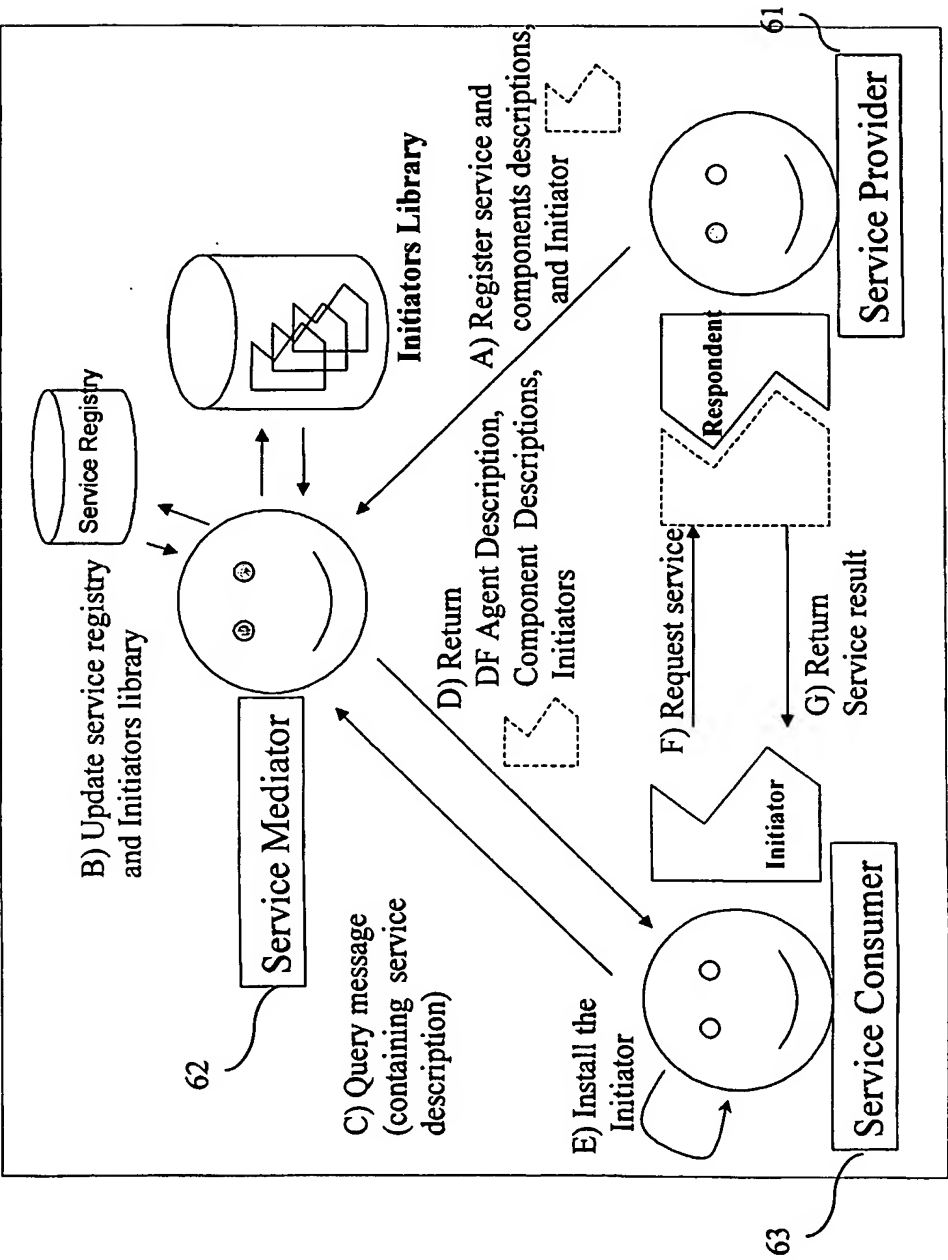 B) Update service registry
and Initiators library
Service Registry
Initiators Library
62
Service Mediator
A) Register service and
components descriptions,
and Initiator
C) Query message
(containing service
description)
D) Return
DF Agent Description,
Component Descriptions,
Initiators
E) Install the
Initiator
F) Request service
G) Return
Service result
Initiator
Respondent
63
Service Consumer
Service Provider
61